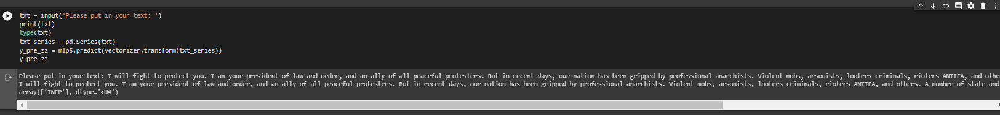 txt = input('Please put in your text: ')
print(txt)
type(txt)
txt_series = pd.Series(txt)
y_pre_zz = mlp5.predict(vectorizer.transform(txt_series))
y_pre_zz
Please put in your text: I will fight to protect you. I am your president of law and order, and an ally of all peaceful protesters. But in recent days, our nation has been gripped by professional anarchists. Violent mobs, arsonists, looters criminals, rioters ANTIFA, and othe
I will fight to protect you. I am your president of law and order, and an ally of all peaceful protesters. But in recent days, our nation has been gripped by professional anarchists. Violent mobs, arsonists, looters criminals, rioters ANTIFA, and others. A number of state and
array(['INFP'], dtype='<U4')